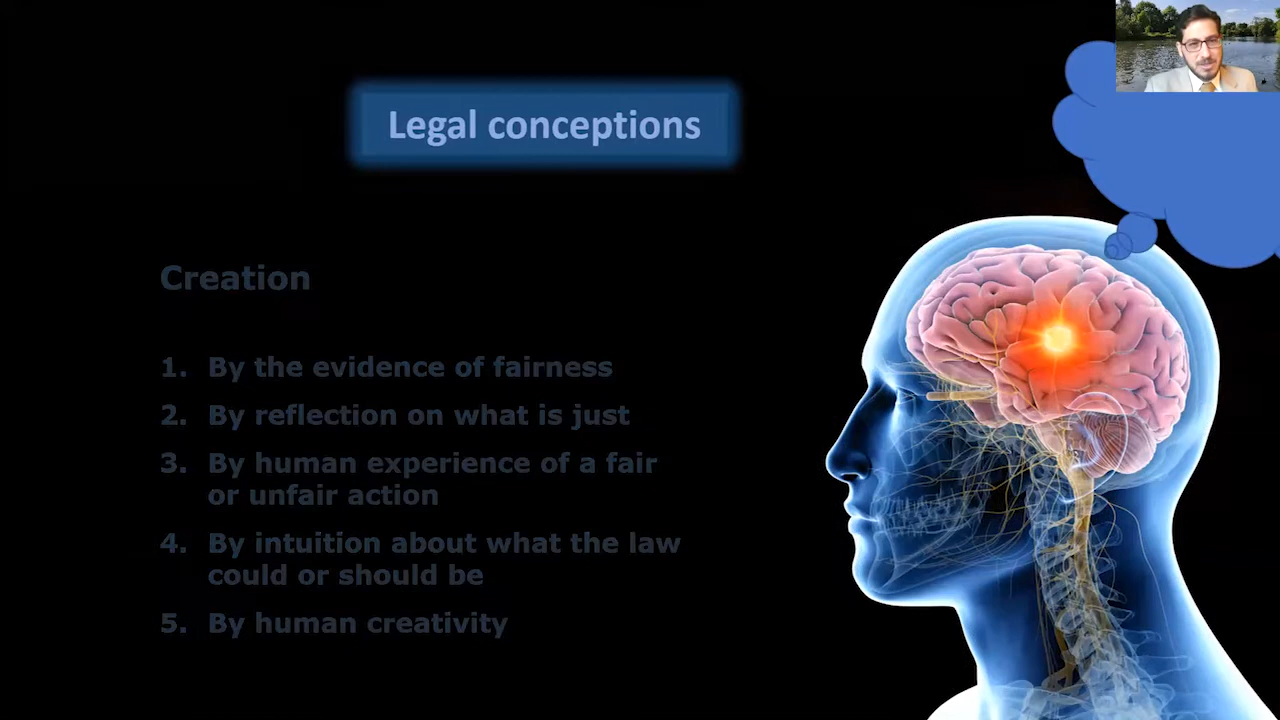 Legal conceptions
Creation
1. By the evidence of fairness
2. By reflection on what is just
3. By human experience of a fair
or unfair action
4. By intuition about what the law
could or should be
5. By human creativity